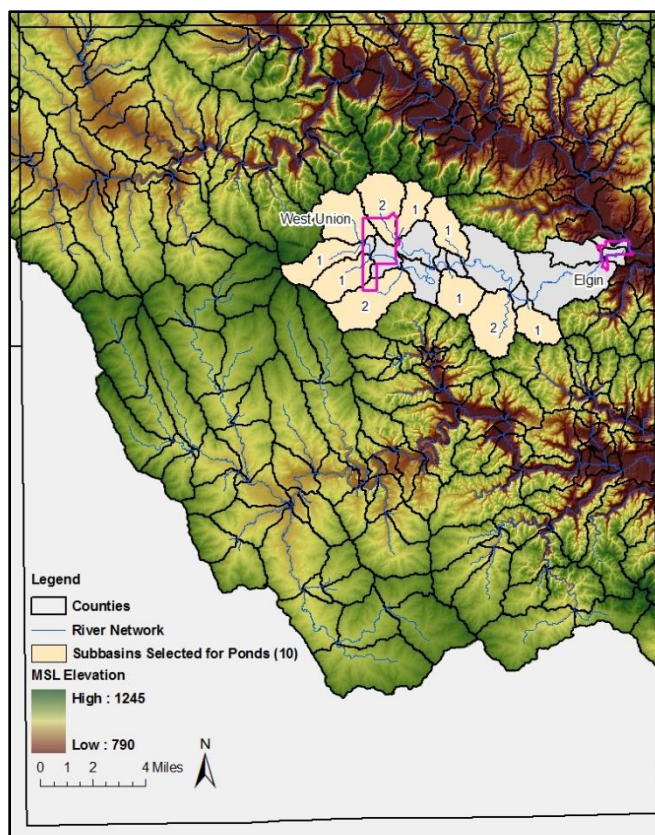 2
1
West Union
1
1
1
2
Elgin
1
2
1
Legend
Counties
River Network
Subbasins Selected for Ponds (10)
MSL Elevation
High : 1245
Low : 790
N
0 1 2 4 Miles